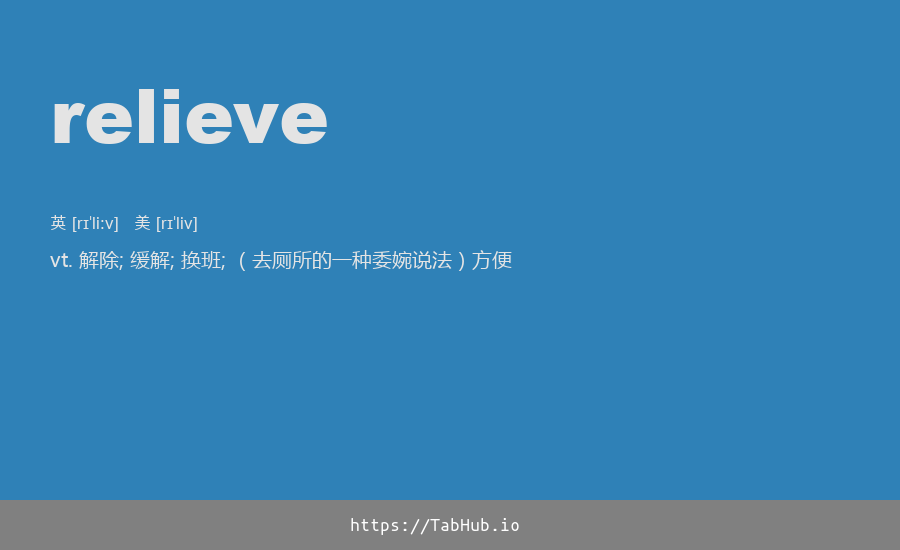 relieve
英 [rɪˈliːv]   美 [rɪˈliv]
vt. 解除; 缓解; 换班; （去厕所的一种委婉说法）方便
https://TabHub.io